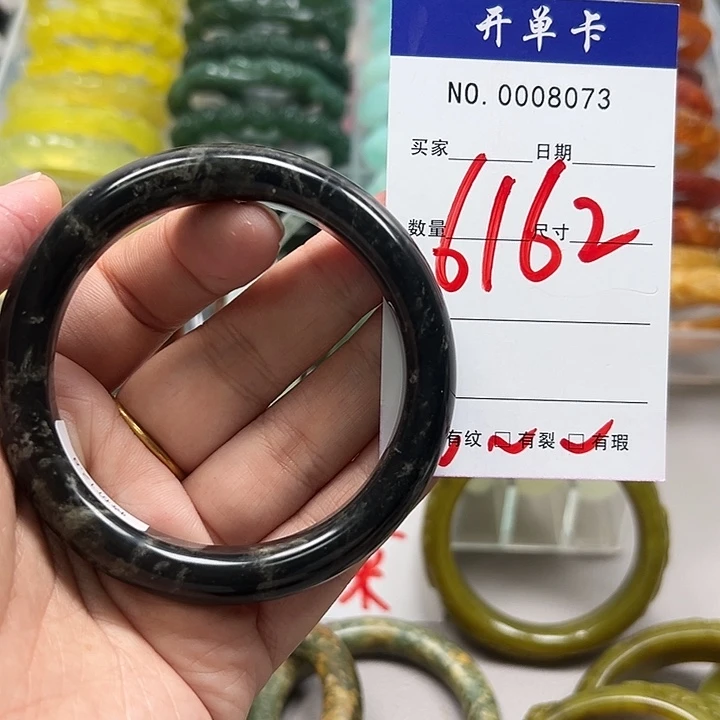 开单卡
NO. 0008073
买家 日期
6162
数量 尺寸
有纹 □有裂 □有瑕